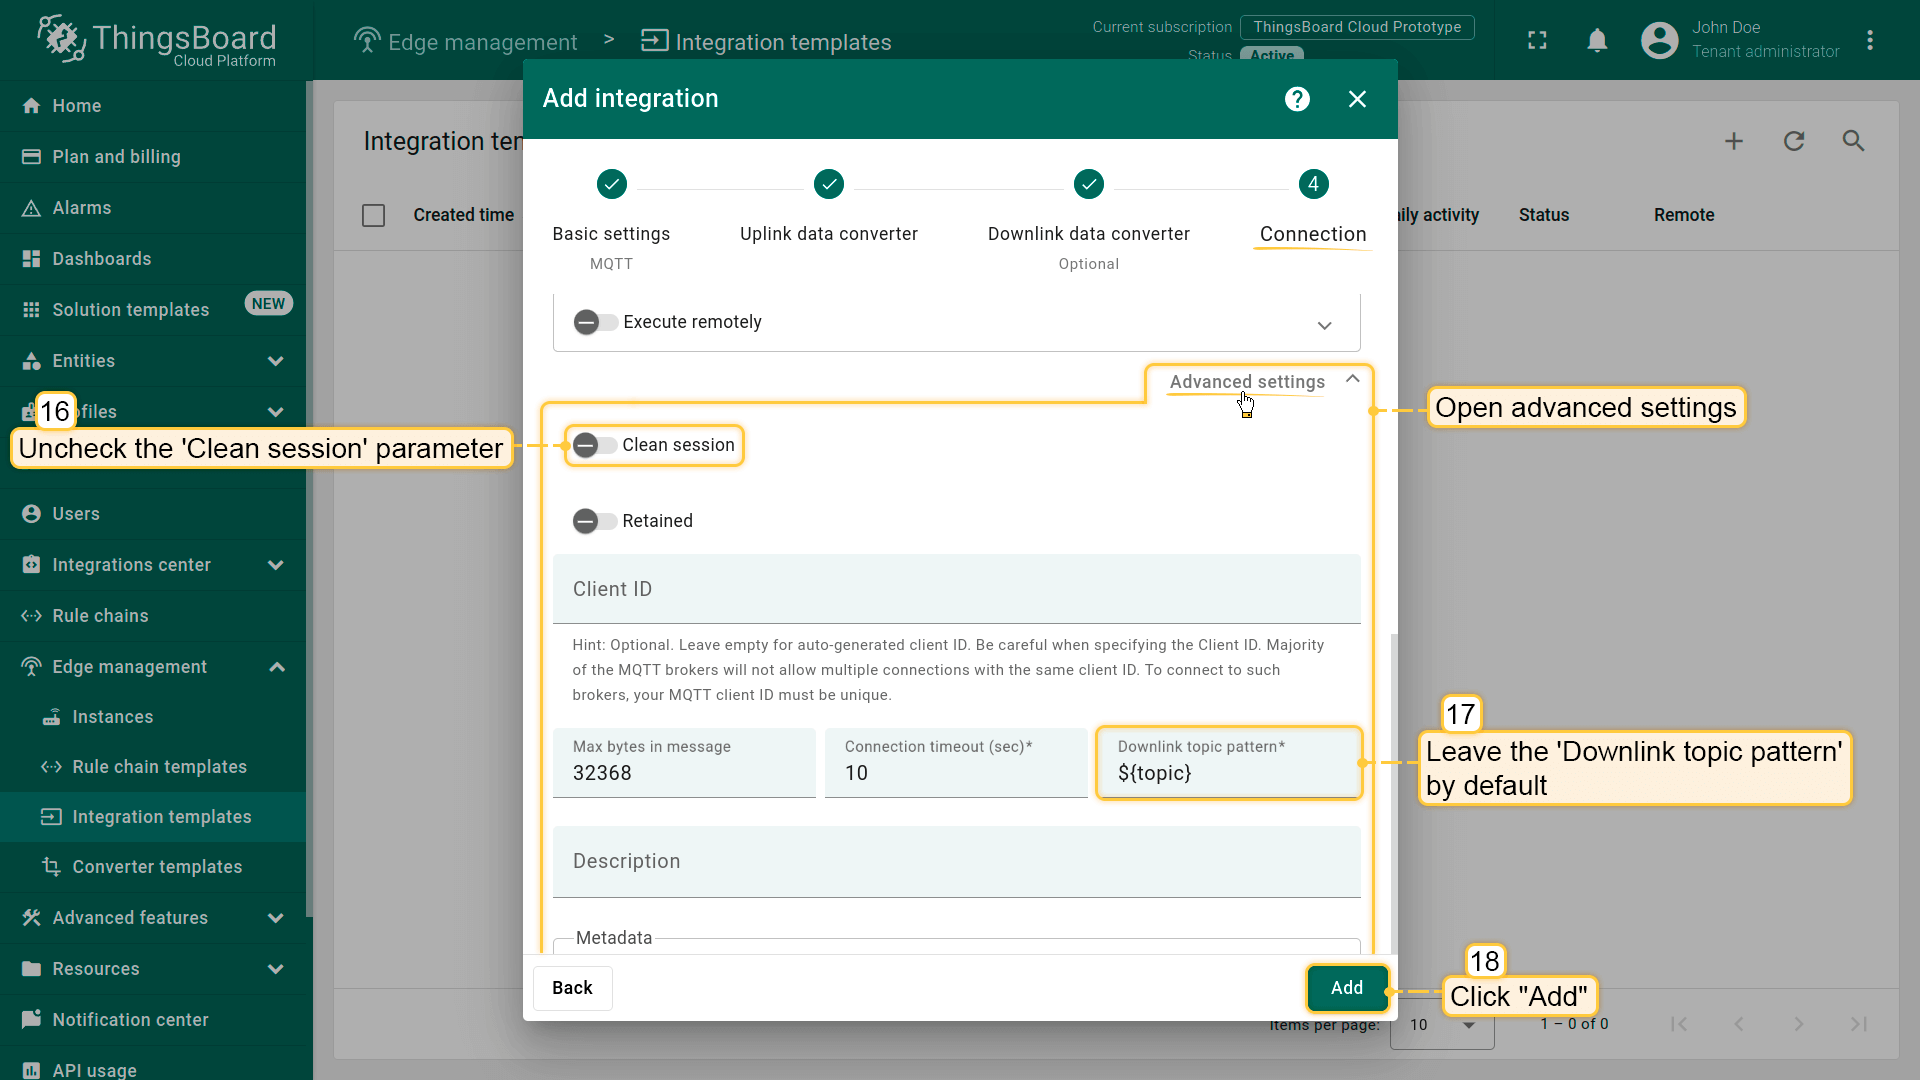 ThingsBoard
Cloud Platform
Edge management > Integration templates
Current subscription ThingsBoard Cloud Prototype
Status Active
John Doe
Tenant administrator
Home
Plan and billing
Alarms
Dashboards
Solution templates NEW
Entities
16 ofiles
Uncheck the 'Clean session' parameter
Users
Integrations center
Rule chains
Edge management
Instances
Rule chain templates
Integration templates
Converter templates
Advanced features
Resources
Notification center
API usage
Integration ten
Created time
ily activity
Status
Remote
Add integration
4
Basic settings
MQTT
Uplink data converter
Downlink data converter
Optional
Connection
Execute remotely
Advanced settings
Open advanced settings
Clean session
Retained
Client ID
Hint: Optional. Leave empty for auto-generated client ID. Be careful when specifying the Client ID. Majority
of the MQTT brokers will not allow multiple connections with the same client ID. To connect to such
brokers, your MQTT client ID must be unique.
Max bytes in message
32368
Connection timeout (sec)*
10
Downlink topic pattern*
${topic}
17
Leave the 'Downlink topic pattern'
by default
Description
Metadata
Back
Add
18
Click "Add"
Items per page: 10
1 – 0 of 0